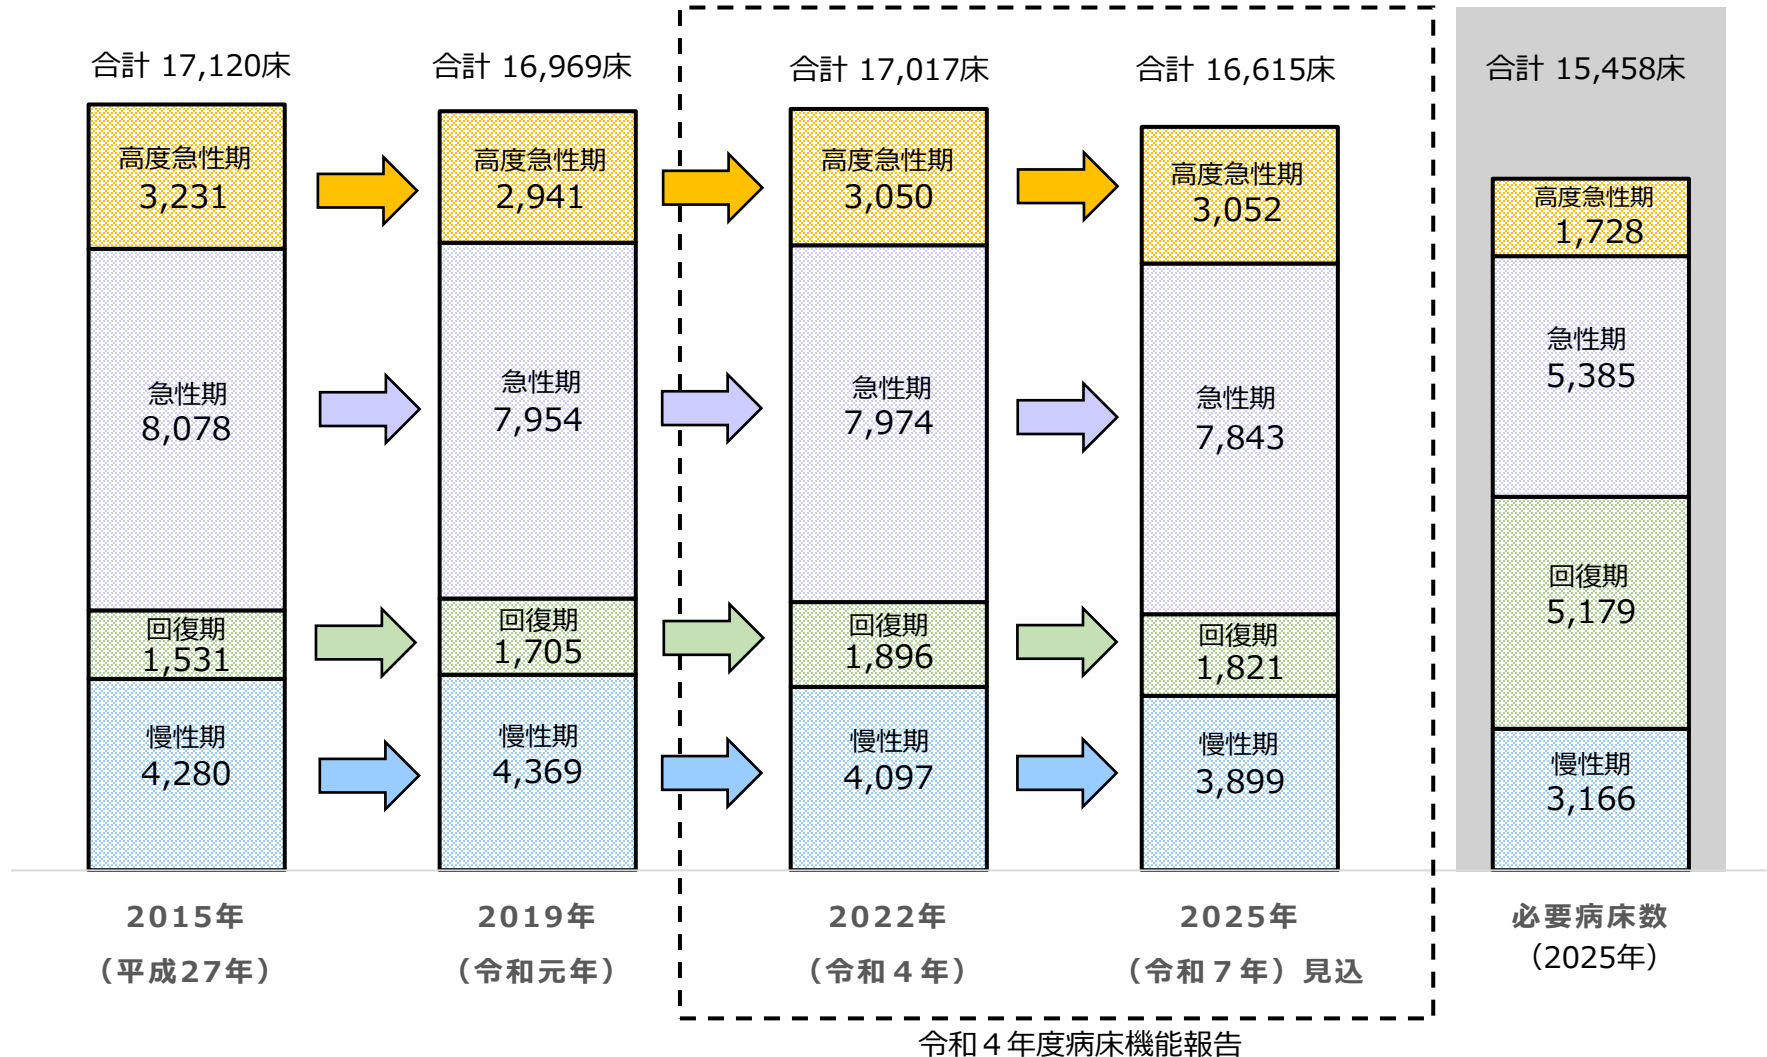 合計 17,120床
合計 16,969床
合計 17,017床
合計 16,615床
合計 15,458床
高度急性期
3,231
高度急性期
2,941
高度急性期
3,050
高度急性期
3,052
高度急性期
1,728
急性期
8,078
急性期
7,954
急性期
7,974
急性期
7,843
急性期
5,385
回復期
1,531
回復期
1,705
回復期
1,896
回復期
1,821
回復期
5,179
慢性期
4,280
慢性期
4,369
慢性期
4,097
慢性期
3,899
慢性期
3,166
2015年
（平成27年）
2019年
（令和元年）
2022年
（令和４年）
2025年
（令和７年）見込
必要病床数
（2025年）
令和４年度病床機能報告